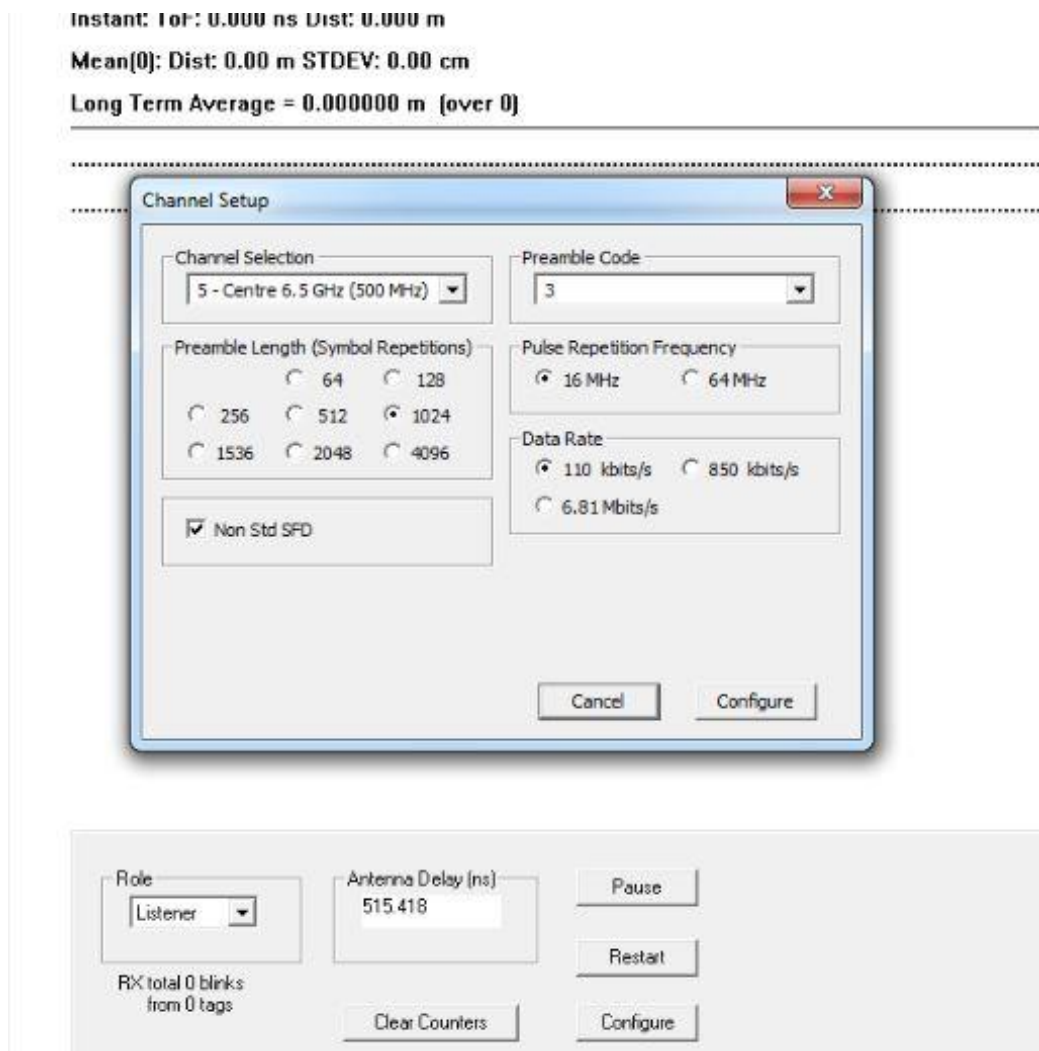 Instant: ToF: 0.000 ns Dist: 0.000 m
Mean(0): Dist: 0.00 m STDEV: 0.00 cm
Long Term Average = 0.000000 m (over 0)
Channel Setup
Channel Selection
5 - Centre 6.5 GHz (500 MHz)
Preamble Code
3
Preamble Length (Symbol Repetitions)
64 128
256 512 1024
1536 2048 4096
Pulse Repetition Frequency
16 MHz 64 MHz
Data Rate
110 kbits/s 850 kbits/s
6.81 Mbits/s
Non Std SFD
Cancel Configure
Role
Listener
Antenna Delay (ns)
515.418
Pause
Restart
RX total 0 blinks
from 0 tags
Clear Counters
Configure